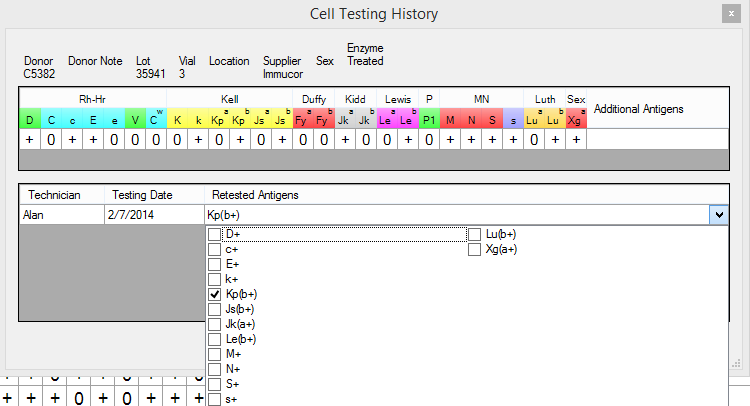 Cell Testing History
x
Donor Donor Note Lot Vial Location Supplier Sex Enzyme Treated
C5382 35941 3 Immucor
Rh-Hr Kell Duffy Kidd Lewis P MN Luth Sex
D C c E e V C^w K k Kp^a Kp^b Js^a Js^b Fy^a Fy^b Jk^a Jk^b Le^a Le^b P1 M N S s Lu^a Lu^b Xg^a Additional Antigens
+ 0 + + 0 0 0 0 + 0 + 0 + 0 0 + 0 0 + 0 + + + + 0 + +
Technician Testing Date Retested Antigens
Alan 2/7/2014 Kp(b+)
D+
c+
E+
k+
Kp(b+)
Js(b+)
Jk(a+)
Le(b+)
M+
N+
S+
s+
Lu(b+)
Xg(a+)
+ + + 0 + 0 + + +